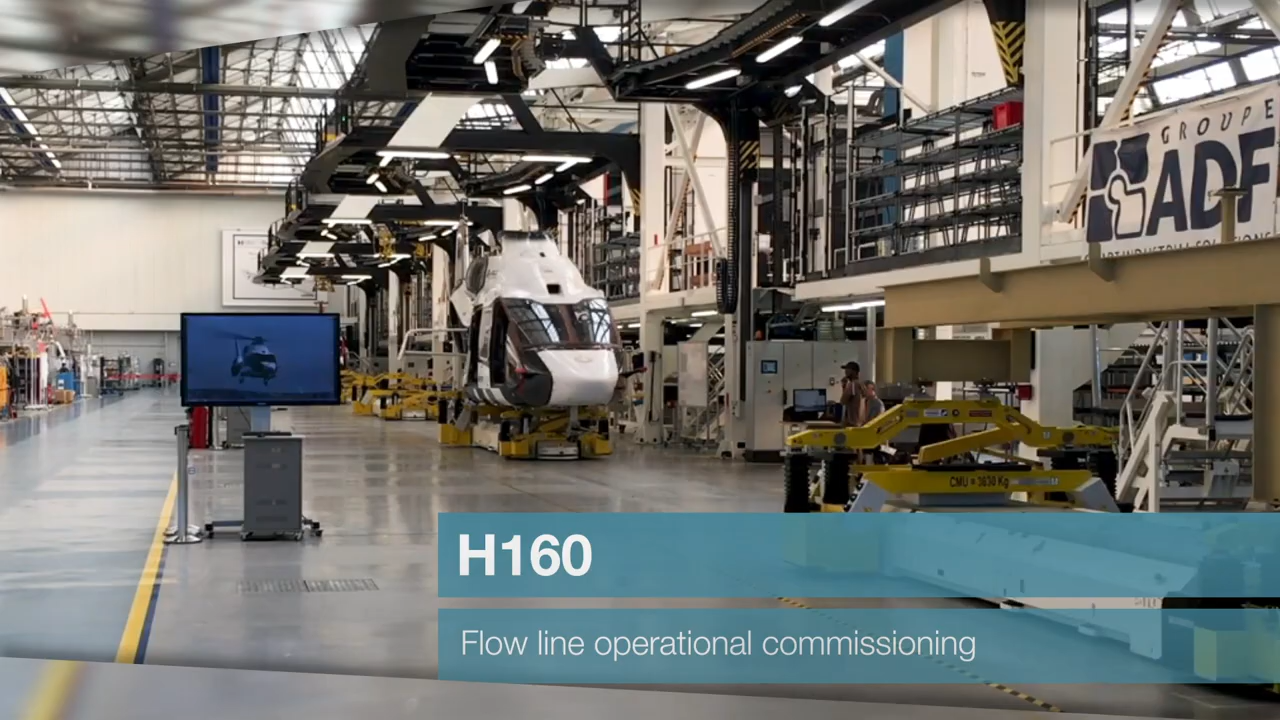 GROUPE
ADF
CMU = 3630 Kg
H160
Flow line operational commissioning